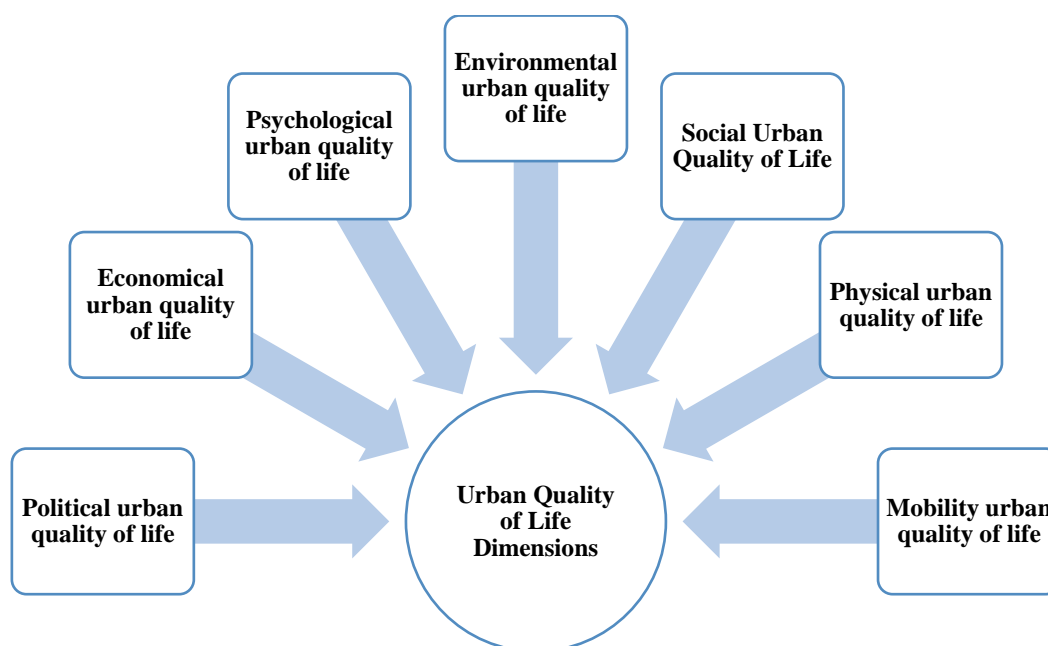 Environmental
urban quality
of life
Psychological
urban quality
of life
Social Urban
Quality of Life
Economical
urban quality
of life
Physical urban
quality of life
Political urban
quality of life
Urban Quality
of Life
Dimensions
Mobility urban
quality of life